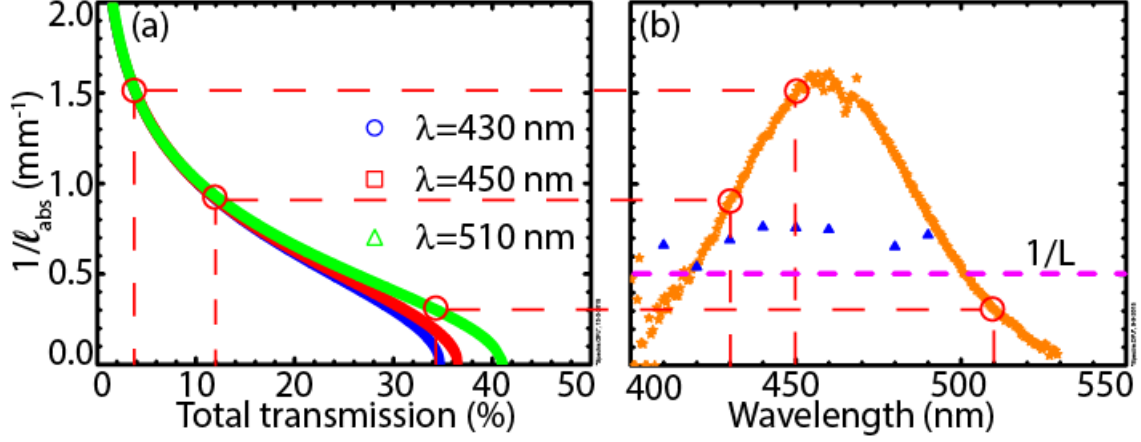 2.0
(a)
1.5
1.0
0.5
0.0
1/ℓabs (mm⁻¹)
λ=430 nm
λ=450 nm
λ=510 nm
0
10
20
30
40
50
Total transmission (%)
(b)
1/L
400
450
500
550
Wavelength (nm)